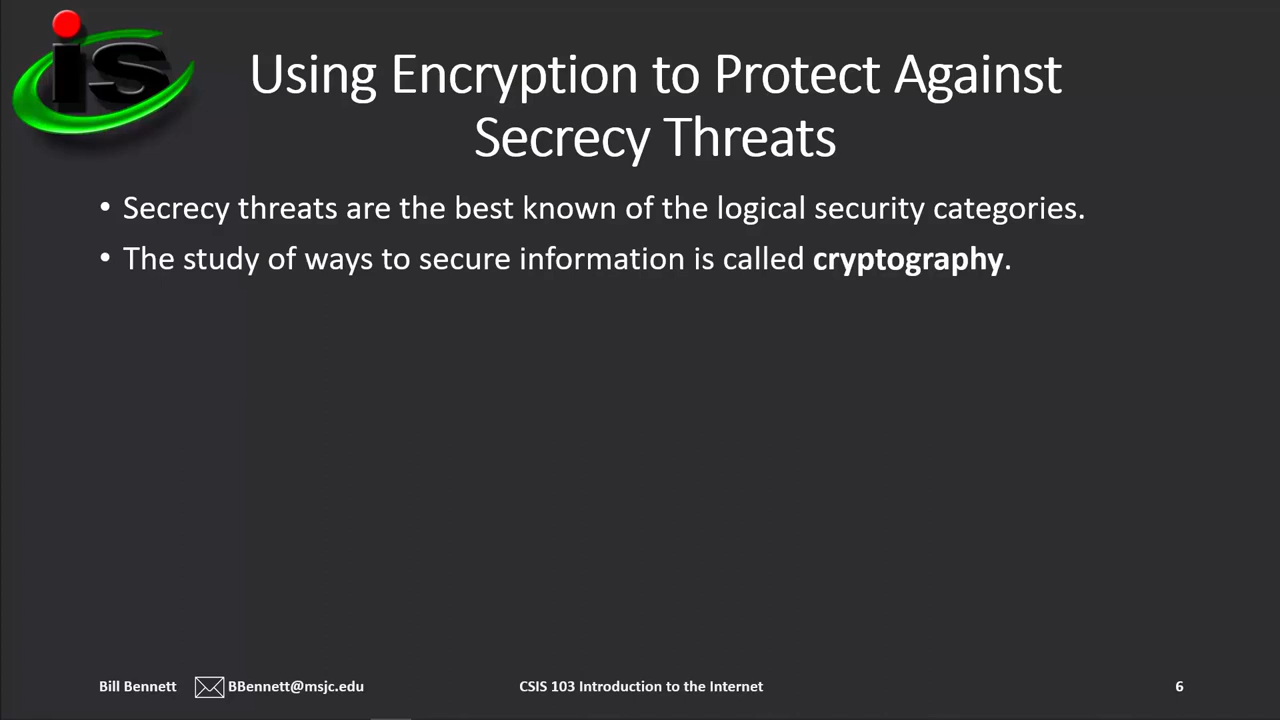 is
Using Encryption to Protect Against
Secrecy Threats
• Secrecy threats are the best known of the logical security categories.
• The study of ways to secure information is called cryptography.
Bill Bennett BBennett@msjc.edu CSIS 103 Introduction to the Internet 6